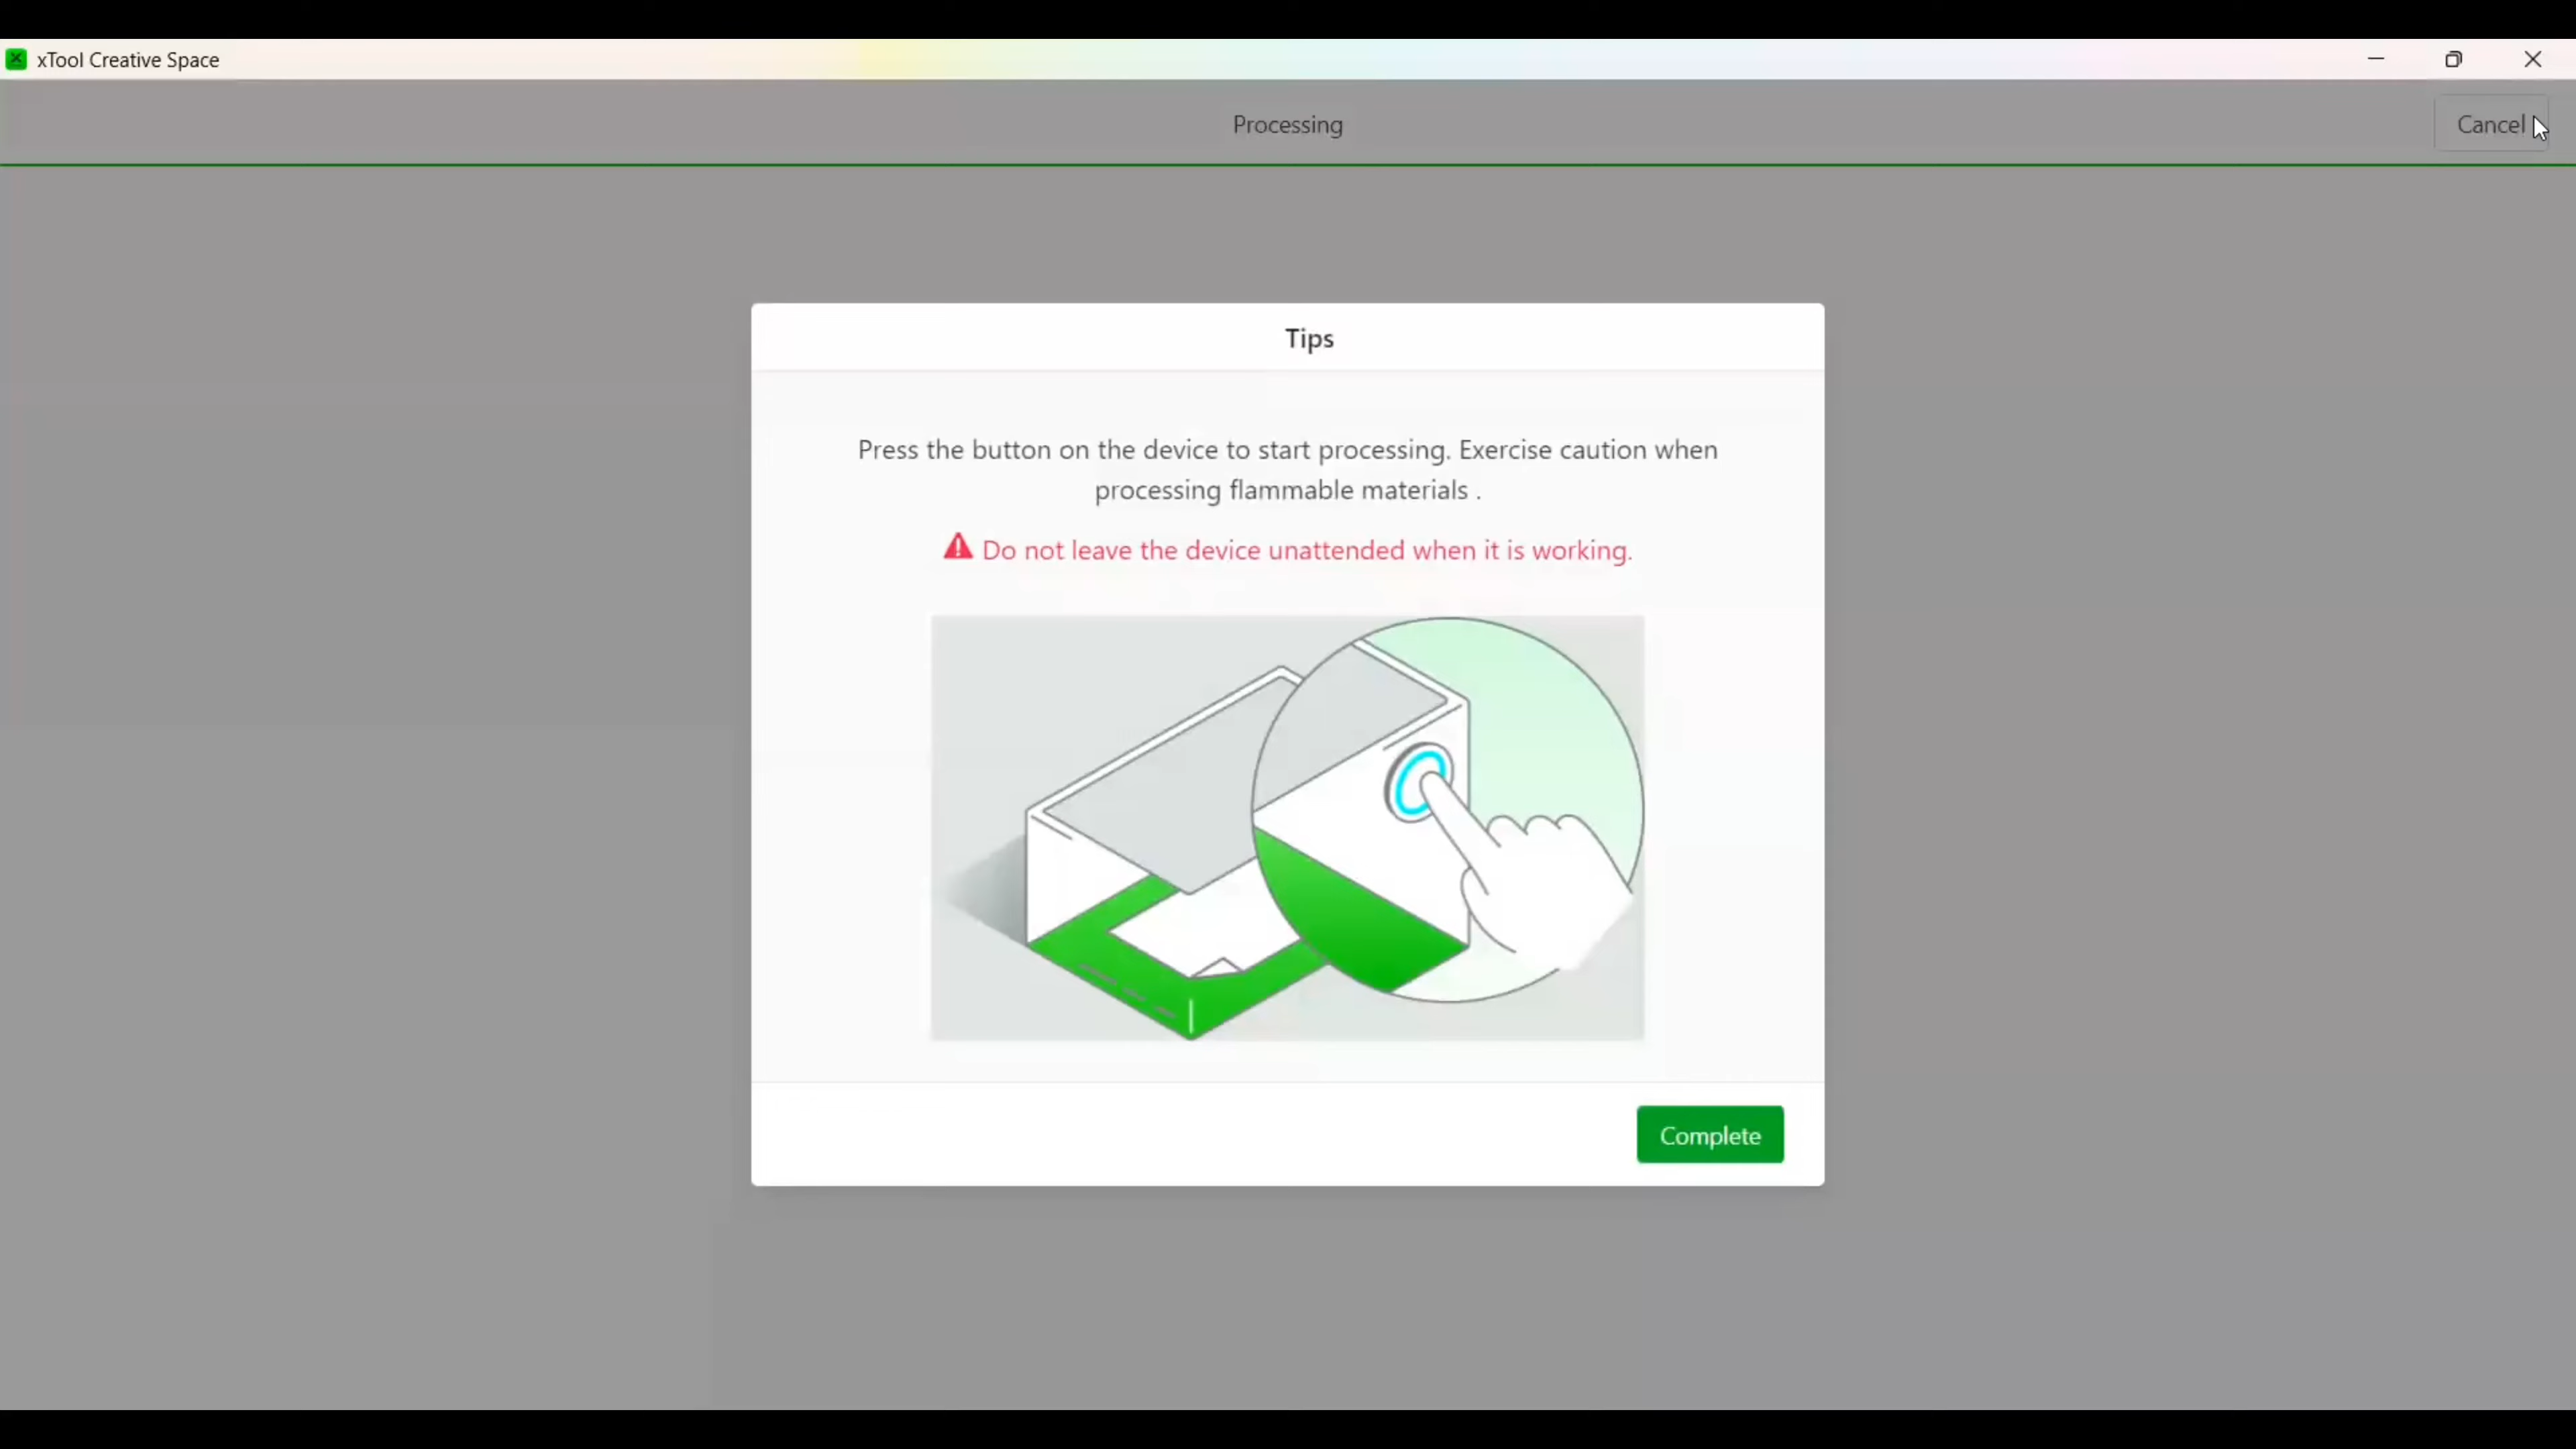 xTool Creative Space
Processing
Cancel
Tips
Press the button on the device to start processing. Exercise caution when
processing flammable materials .
Do not leave the device unattended when it is working.
Complete